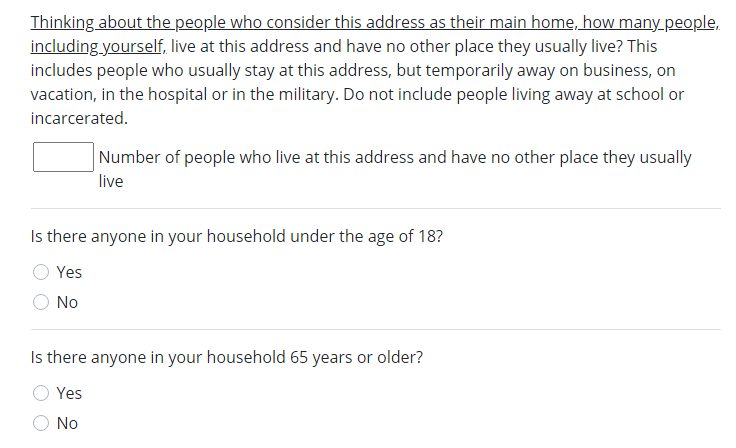 Thinking about the people who consider this address as their main home, how many people,
including yourself, live at this address and have no other place they usually live? This
includes people who usually stay at this address, but temporarily away on business, on
vacation, in the hospital or in the military. Do not include people living away at school or
incarcerated.
Number of people who live at this address and have no other place they usually
live
Is there anyone in your household under the age of 18?
Yes
No
Is there anyone in your household 65 years or older?
Yes
No